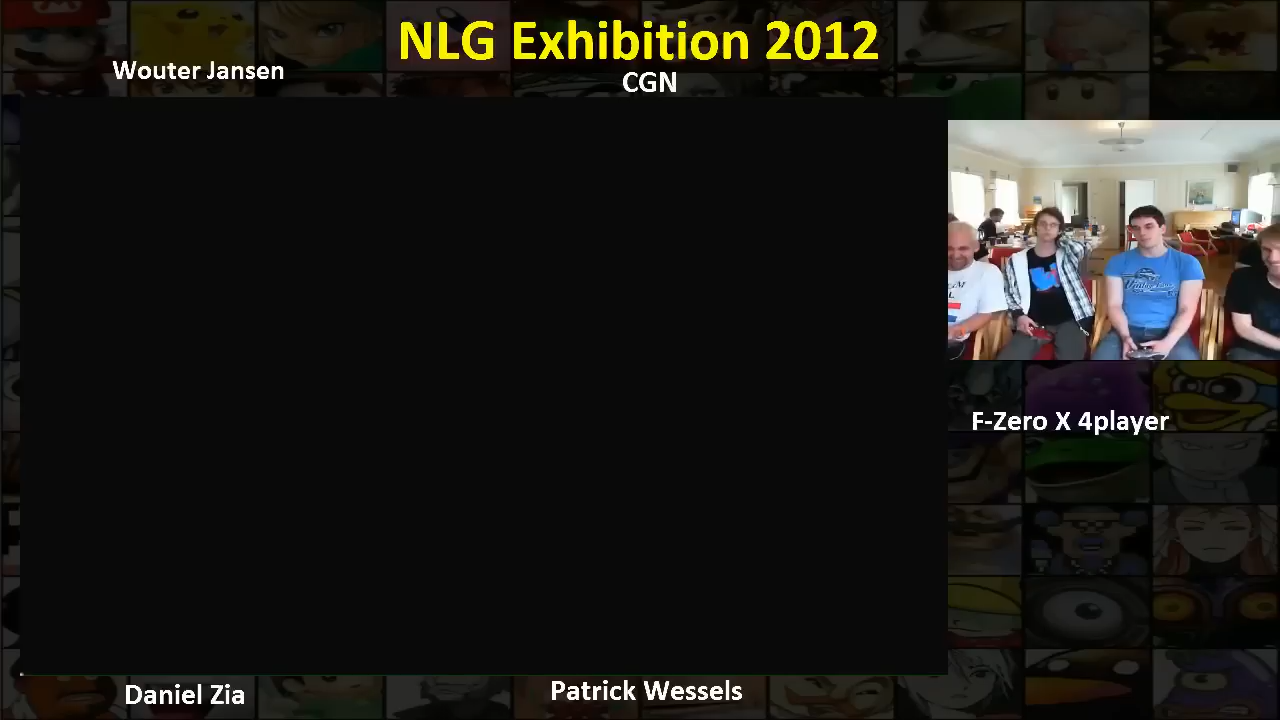 NLG Exhibition 2012
Wouter Jansen
CGN
F-Zero X 4player
Daniel Zia
Patrick Wessels